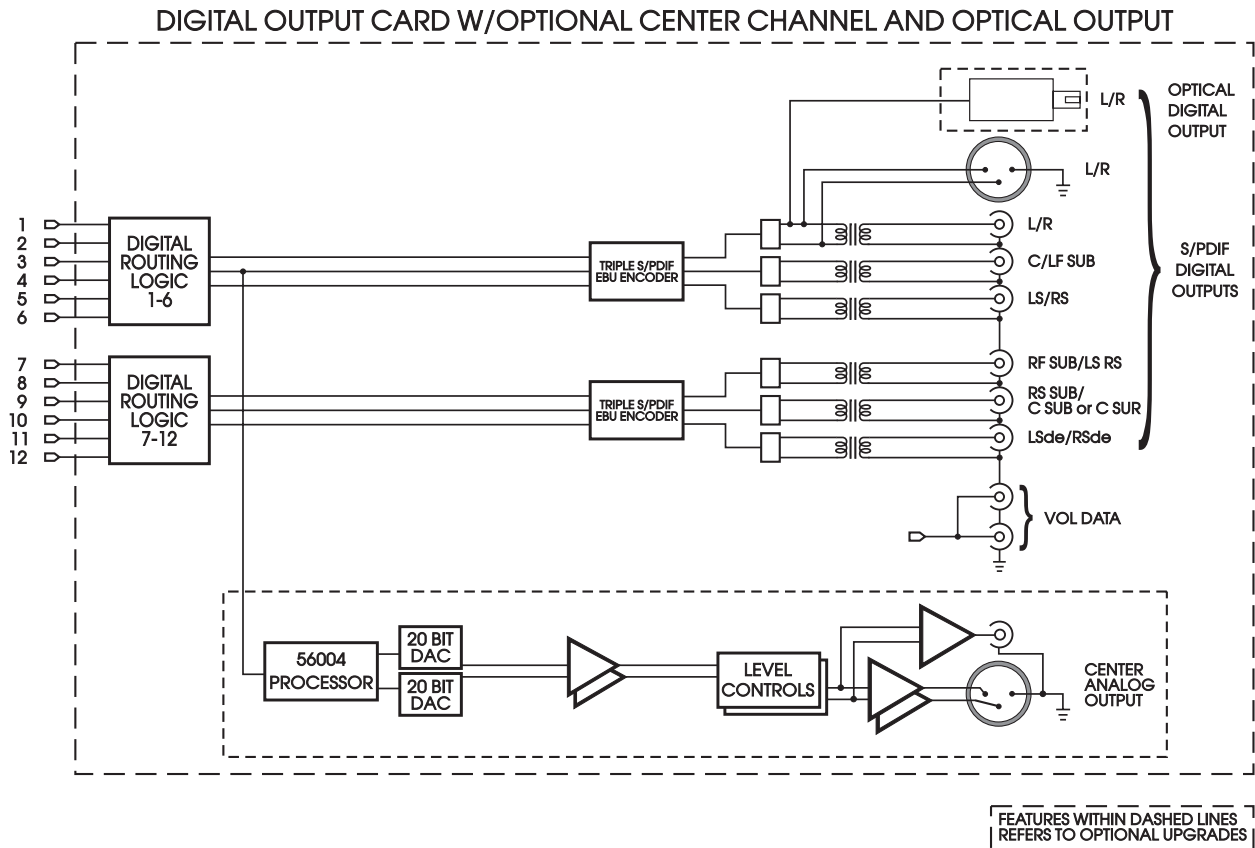 DIGITAL OUTPUT CARD W/OPTIONAL CENTER CHANNEL AND OPTICAL OUTPUT
L/R
OPTICAL
DIGITAL
OUTPUT
L/R
1
2
3
4
5
6
DIGITAL
ROUTING
LOGIC
1-6
TRIPLE S/PDIF
EBU ENCODER
L/R
C/LF SUB
LS/RS
S/PDIF
DIGITAL
OUTPUTS
7
8
9
10
11
12
DIGITAL
ROUTING
LOGIC
7-12
TRIPLE S/PDIF
EBU ENCODER
RF SUB/LS RS
RS SUB/
C SUB or C SUR
LSde/RSde
VOL DATA
56004
PROCESSOR
20 BIT
DAC
20 BIT
DAC
LEVEL
CONTROLS
CENTER
ANALOG
OUTPUT
FEATURES WITHIN DASHED LINES
REFERS TO OPTIONAL UPGRADES